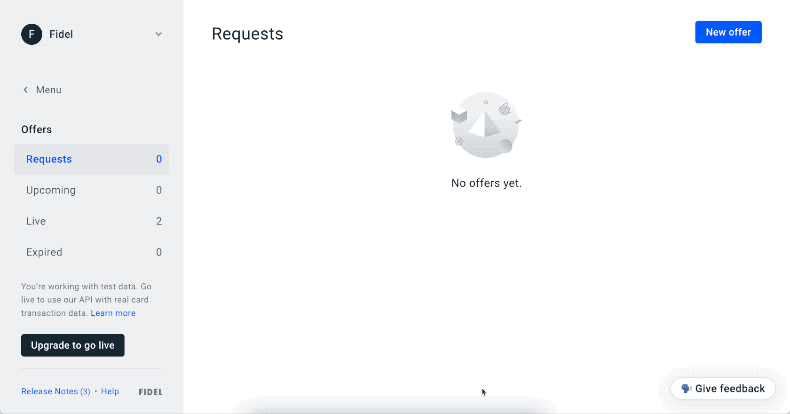 F Fidel
Menu
Offers
Requests 0
Upcoming 0
Live 2
Expired 0
You're working with test data. Go
live to use our API with real card
transaction data. Learn more
Upgrade to go live
Release Notes (3) • Help FIDEL
Requests
New offer
No offers yet.
Give feedback